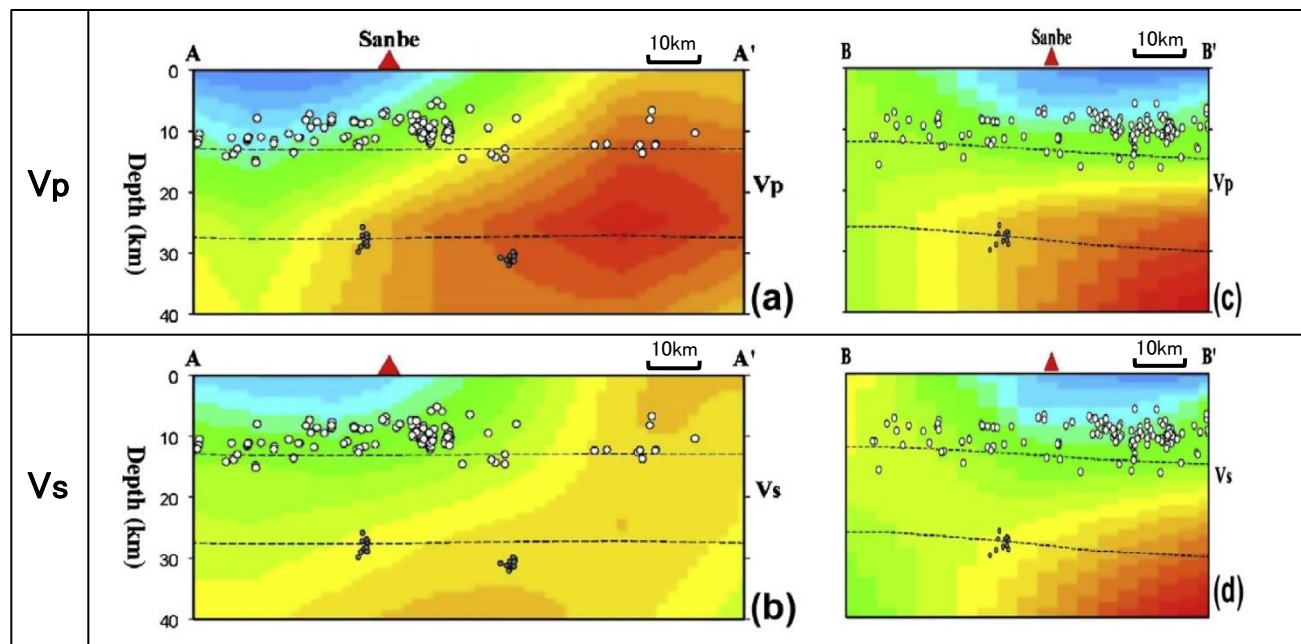 Vp
A
Sanbe
10km
A'
0
10
20
30
40
Depth (km)
Vp
(a)
B
Sanbe
10km
B'
Vp
(c)
Vs
A
10km
A'
0
10
20
30
40
Depth (km)
Vs
(b)
B
10km
B'
Vs
(d)